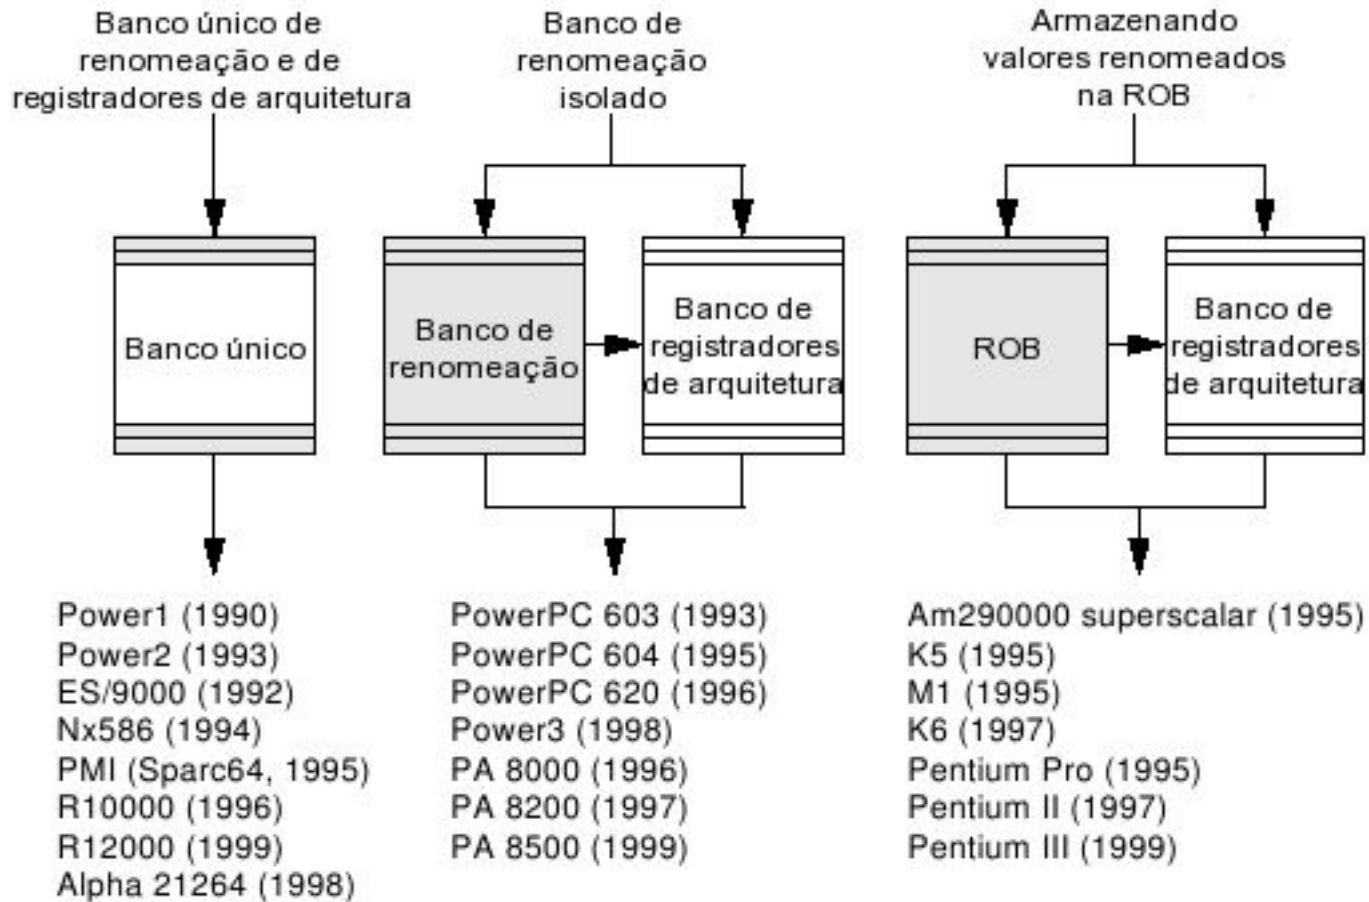 Banco único de
renomeação e de
registradores de arquitetura
Banco de
renomeação
isolado
Armazenando
valores renomeados
na ROB
Banco único
Banco de
renomeação
Banco de
registradores
de arquitetura
ROB
Banco de
registradores
de arquitetura
Power1 (1990)
Power2 (1993)
ES/9000 (1992)
Nx586 (1994)
PMI (Sparc64, 1995)
R10000 (1996)
R12000 (1999)
Alpha 21264 (1998)
PowerPC 603 (1993)
PowerPC 604 (1995)
PowerPC 620 (1996)
Power3 (1998)
PA 8000 (1996)
PA 8200 (1997)
PA 8500 (1999)
Am290000 superscalar (1995)
K5 (1995)
M1 (1995)
K6 (1997)
Pentium Pro (1995)
Pentium II (1997)
Pentium III (1999)